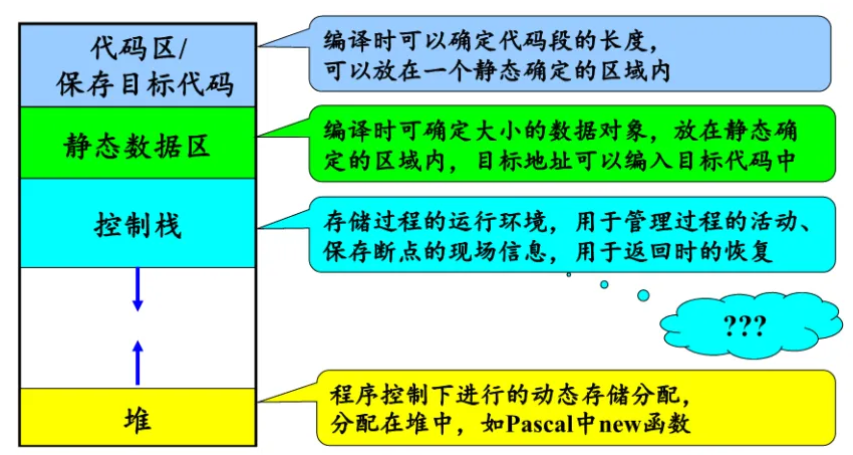 代码区/
保存目标代码
编译时可以确定代码段的长度，
可以放在一个静态确定的区域内
静态数据区
编译时可确定大小的数据对象，放在静态确
定的区域内，目标地址可以编入目标代码中
控制栈
存储过程的运行环境，用于管理过程的活动、
保存断点的现场信息，用于返回时的恢复
???
堆
程序控制下进行的动态存储分配，
分配在堆中，如Pascal中new函数